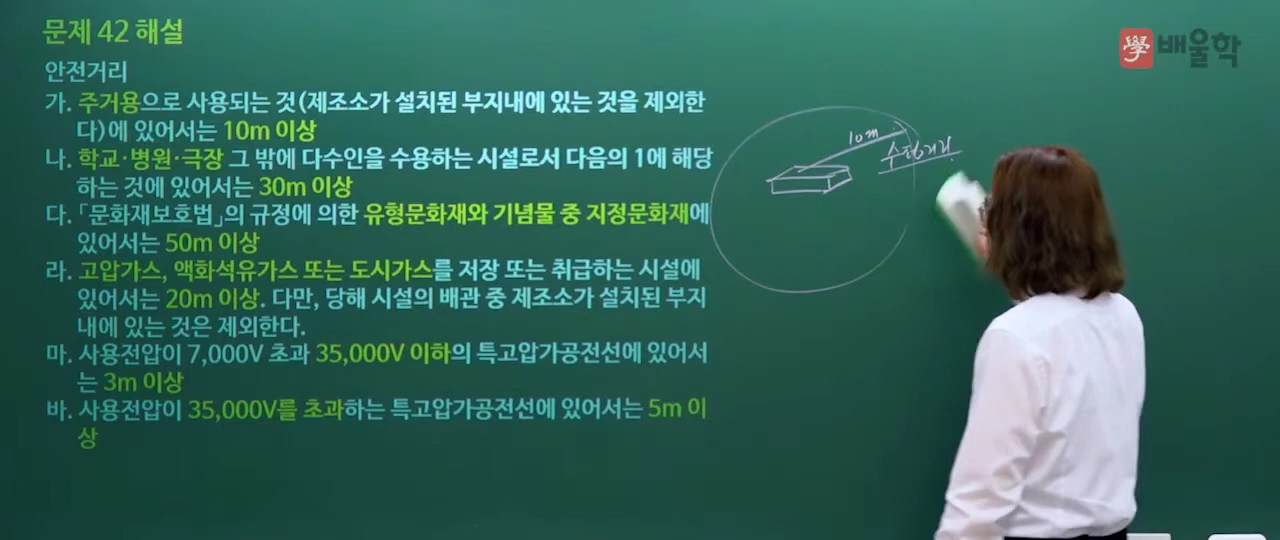 문제 42 해설
學 배울학
안전거리
가. 주거용으로 사용되는 것(제조소가 설치된 부지내에 있는 것을 제외한
다)에 있어서는 10m 이상
나. 학교·병원·극장 그 밖에 다수인을 수용하는 시설로서 다음의 1에 해당
하는 것에 있어서는 30m 이상
다. 「문화재보호법」의 규정에 의한 유형문화재와 기념물 중 지정문화재에
있어서는 50m 이상
라. 고압가스, 액화석유가스 또는 도시가스를 저장 또는 취급하는 시설에
있어서는 20m 이상. 다만, 당해 시설의 배관 중 제조소가 설치된 부지
내에 있는 것은 제외한다.
마. 사용전압이 7,000V 초과 35,000V 이하의 특고압가공전선에 있어서
는 3m 이상
바. 사용전압이 35,000V를 초과하는 특고압가공전선에 있어서는 5m 이
상
10m
수평거리